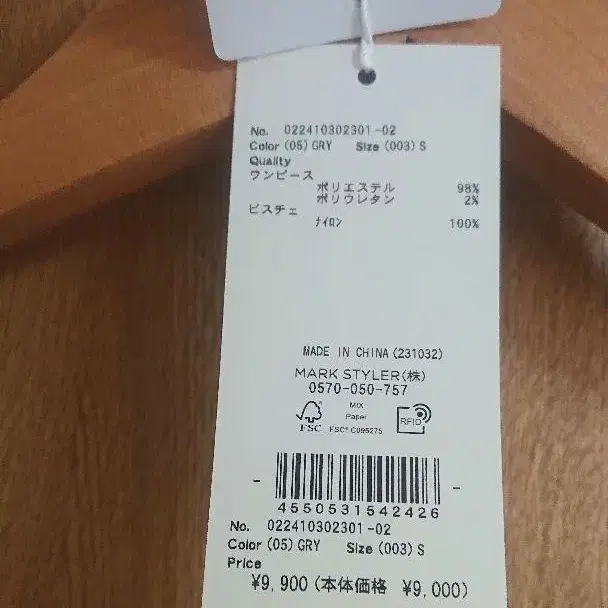 No. 022410302301-02
Color (05) GRY Size (003) S
Quality
ワンピース
ポリエステル 98%
ポリウレタン 2%
ビスチェ
ナイロン 100%
MADE IN CHINA (231032)
MARK STYLER(株)
0570-050-757
FSC
MIX
Paper
FSC® C095275
RFID
4550531542426
No. 022410302301-02
Color (05) GRY Size (003) S
Price
¥9,900 (本体価格 ¥9,000)